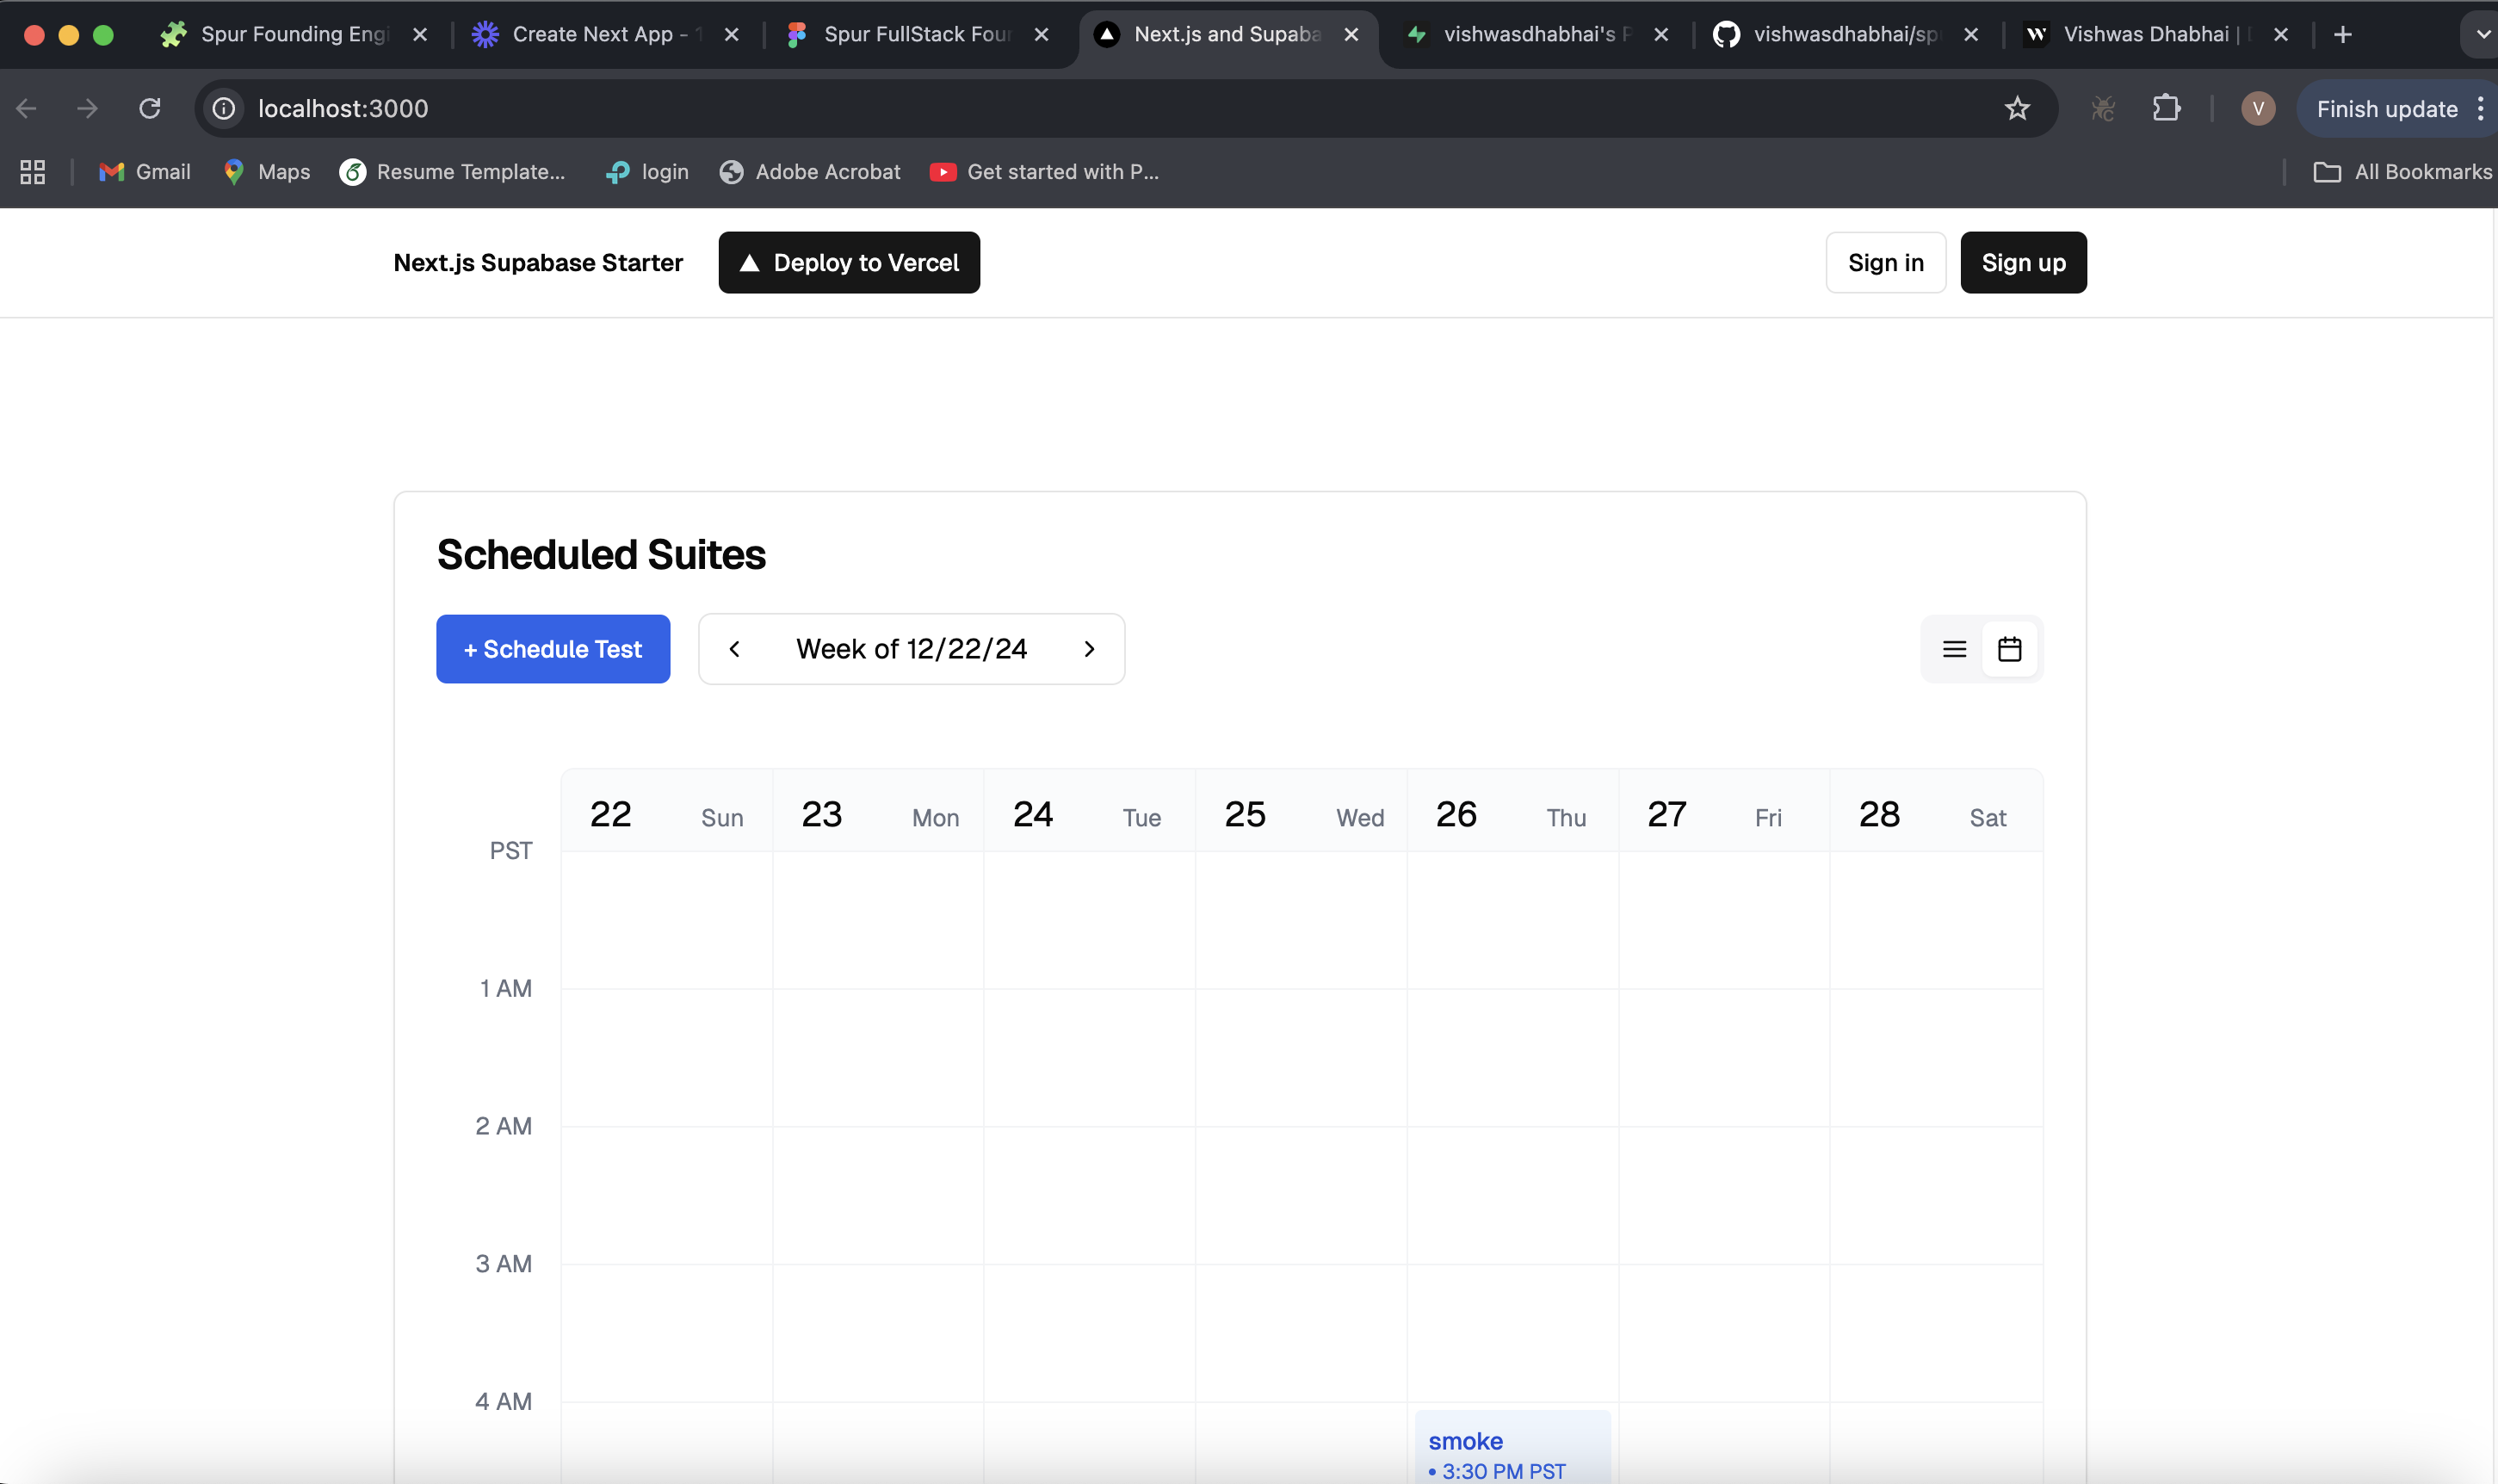 Spur Founding Engi
Create Next App - 1
Spur FullStack Foun
Next.js and Supaba
vishwasdhabhai's P
vishwasdhabhai/sp
Vishwas Dhabhai |
localhost:3000
V
Finish update
Gmail
Maps
Resume Template...
login
Adobe Acrobat
Get started with P...
All Bookmarks
Next.js Supabase Starter
Deploy to Vercel
Sign in
Sign up
Scheduled Suites
+ Schedule Test
Week of 12/22/24
22 Sun
23 Mon
24 Tue
25 Wed
26 Thu
27 Fri
28 Sat
PST
1 AM
2 AM
3 AM
4 AM
smoke
• 3:30 PM PST